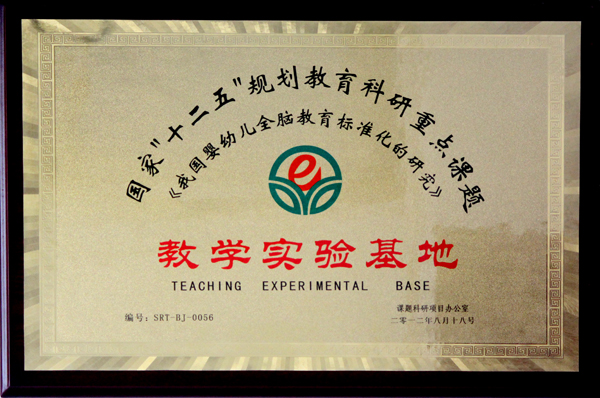 国家"十二五"规划教育科研重点课题
《我国婴幼儿全脑教育标准化的研究》
e
教学实验基地
TEACHING EXPERIMENTAL BASE
编号：SRT-BJ-0056
课题科研项目办公室
二零一二年八月十八号